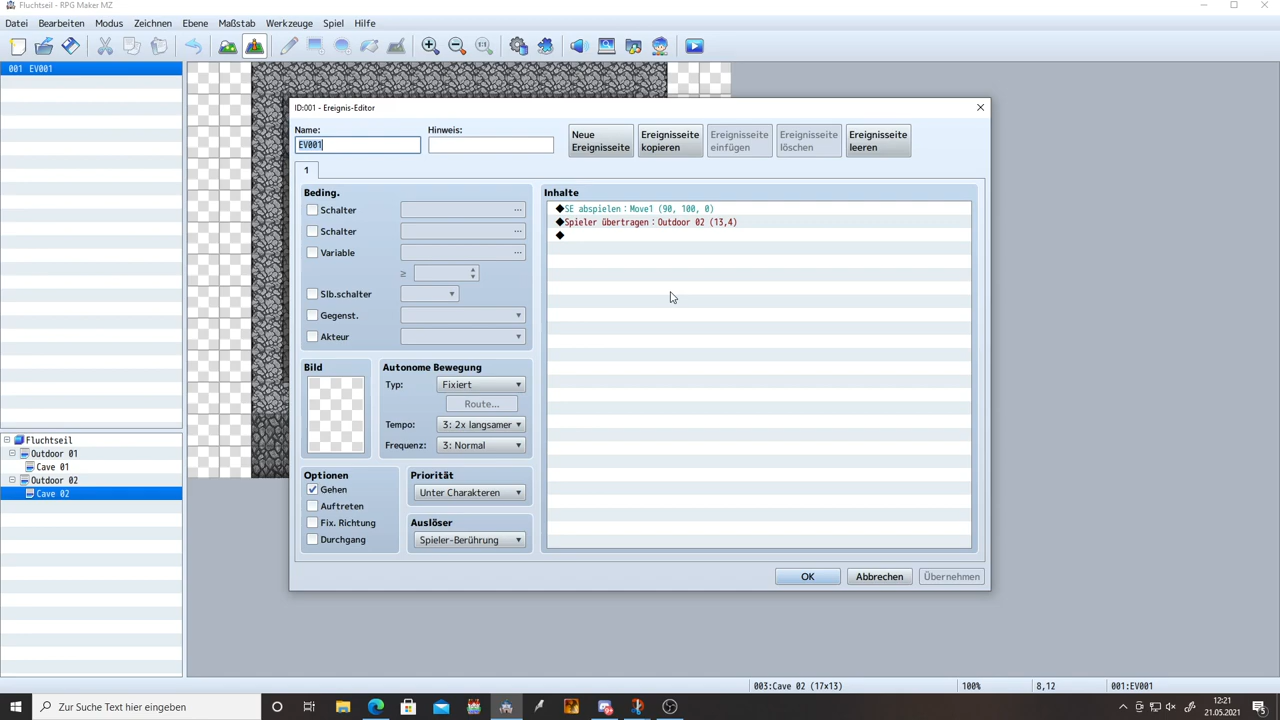 Fluchtseil - RPG Maker MZ
Datei Bearbeiten Modus Zeichnen Ebene Maßstab Werkzeuge Spiel Hilfe
001 EV001
ID:001 - Ereignis-Editor
Name: Hinweis:
EV001
Neue Ereignisseite
Ereignisseite kopieren
Ereignisseite einfügen
Ereignisseite löschen
Ereignisseite leeren
1
Beding.
Schalter ...
Schalter ...
Variable ...
≥
Slb.schalter
Gegenst.
Akteur
Bild
Autonome Bewegung
Typ: Fixiert
Route...
Tempo: 3: 2x langsamer
Frequenz: 3: Normal
Optionen
Gehen
Auftreten
Fix. Richtung
Durchgang
Priorität
Unter Charakteren
Auslöser
Spieler-Berührung
Inhalte
◆SE abspielen：Move1 (90, 100, 0)
◆Spieler übertragen：Outdoor 02 (13,4)
◆
OK Abbrechen Übernehmen
Fluchtseil
Outdoor 01
Cave 01
Outdoor 02
Cave 02
003:Cave 02 (17x13) 100% 8,12 001:EV001
Zur Suche Text hier eingeben
12:21
21.05.2021